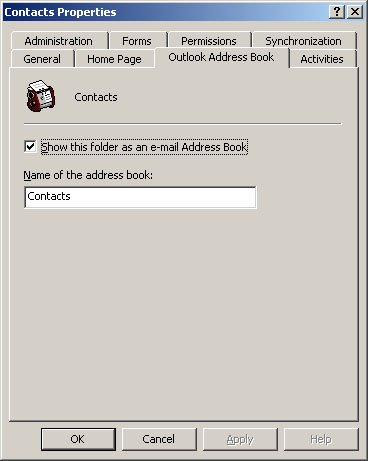 Contacts Properties
Administration Forms Permissions Synchronization
General Home Page Outlook Address Book Activities
Contacts
Show this folder as an e-mail Address Book
Name of the address book:
Contacts
OK Cancel Apply Help